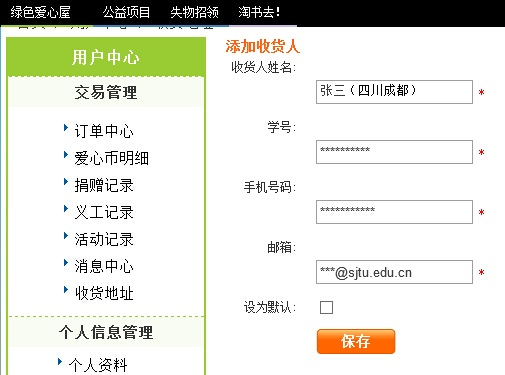 绿色爱心屋 公益项目 失物招领 淘书去!
用户中心
交易管理
订单中心
爱心币明细
捐赠记录
义工记录
活动记录
消息中心
收货地址
个人信息管理
个人资料
添加收货人
收货人姓名:
张三（四川成都） *
学号:
********** *
手机号码:
*********** *
邮箱:
***@sjtu.edu.cn *
设为默认:
保存